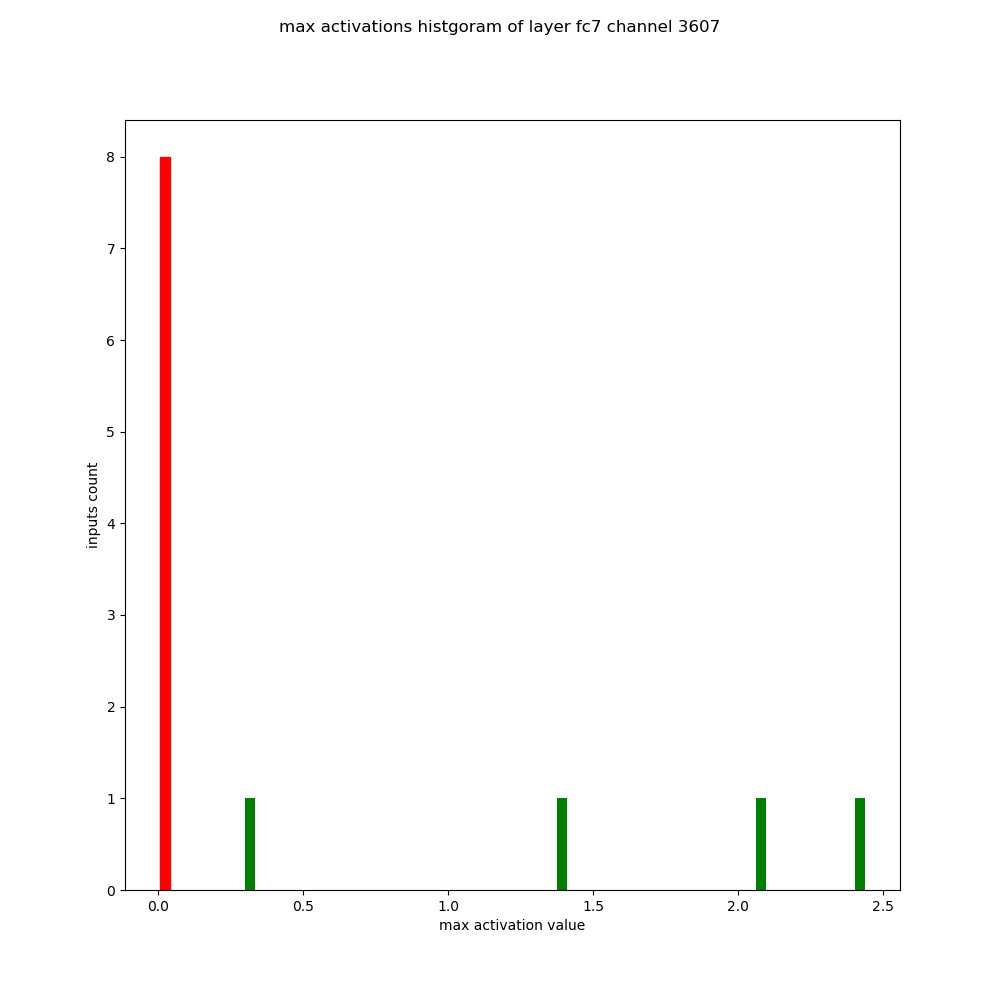 max activations histgoram of layer fc7 channel 3607
8
7
6
5
4
3
2
1
0
inputs count
0.0 0.5 1.0 1.5 2.0 2.5
max activation value